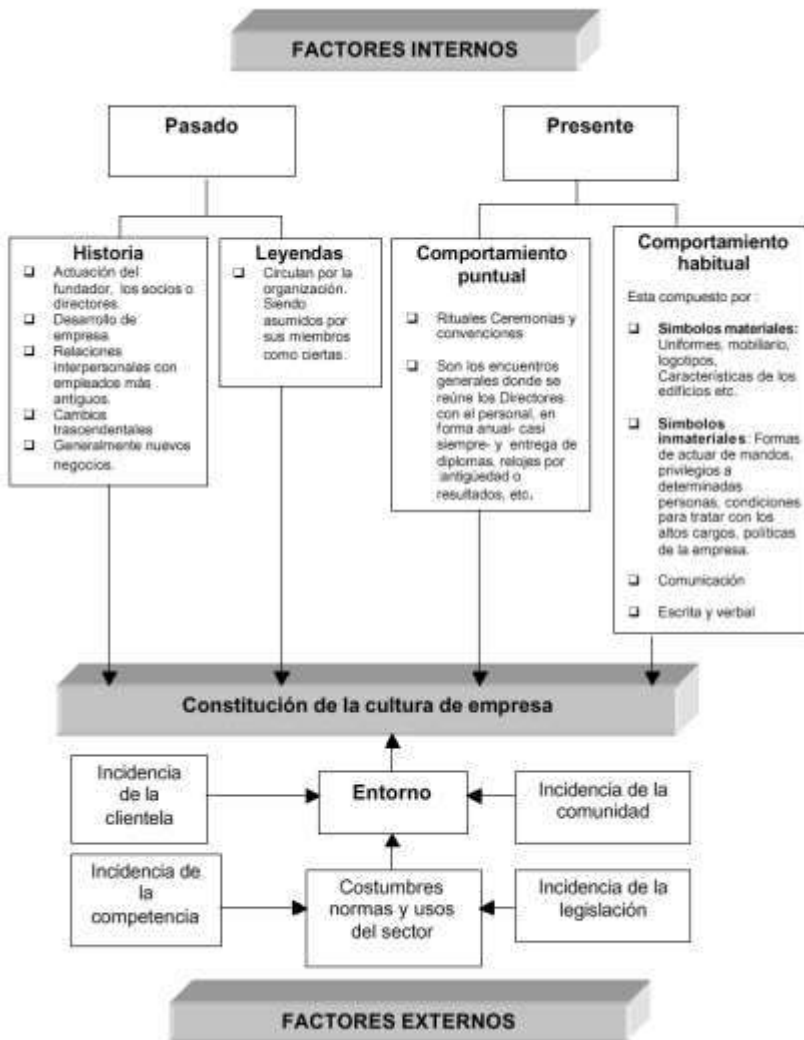 FACTORES INTERNOS
Pasado
Presente
Historia
❑ Actuación del
fundador, los socios o
directores.
❑ Desarrollo de
empresa.
❑ Relaciones
interpersonales con
empleados más
antiguos.
❑ Cambios
trascendentales
❑ Generalmente nuevos
negocios.
Leyendas
❑ Circulan por la
organización.
Siendo
asumidos por
sus miembros
como ciertas.
Comportamiento
puntual
❑ Rituales Ceremonias y
convenciones
❑ Son los encuentros
generales donde se
reúne los Directores
con el personal, en
forma anual- casi
siempre- y entrega de
diplomas, relojes por
antigüedad o
resultados, etc.
Comportamiento
habitual
Esta compuesto por :
❑ Símbolos materiales:
Uniformes, mobiliario,
logotipos,
Características de los
edificios etc.
❑ Símbolos
inmateriales: Formas
de actuar de mandos,
privilegios a
determinadas
personas, condiciones
para tratar con los
altos cargos, políticas
de la empresa.
❑ Comunicación
❑ Escrita y verbal
Constitución de la cultura de empresa
Incidencia
de la
clientela
Entorno
Incidencia de la
comunidad
Incidencia de
la
competencia
Costumbres
normas y usos
del sector
Incidencia de la
legislación
FACTORES EXTERNOS